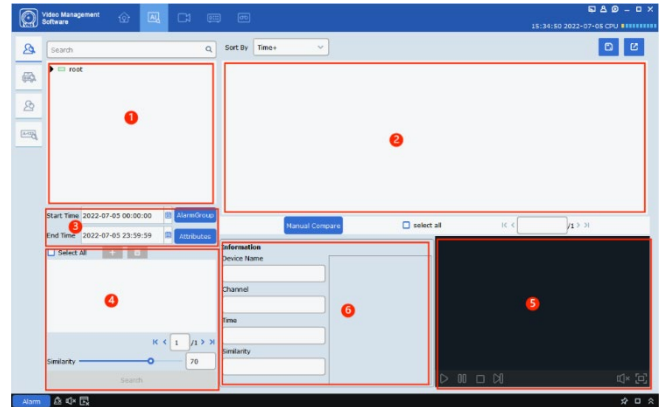 Video Management
Software
15:34:50 2022-07-05 CPU
Search
Sort By Time+
root
1
2
Start Time 2022-07-05 00:00:00 AlarmGroup
3
End Time 2022-07-05 23:59:59 Attributes
Manual Compare select all /1
Select All
4
1 /1
Similarity 70
Search
Information
Device Name
Channel
6
Time
Similarity
5
Alarm